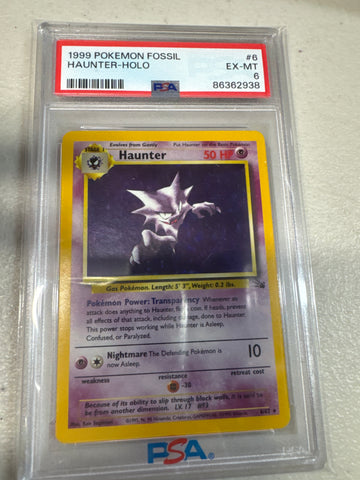 1999 POKEMON FOSSIL #6
HAUNTER-HOLO EX-MT
6
PSA 86362938
STAGE 1 Evolves from Gastly Put Haunter on the Basic Pokémon
Haunter 50 HP
Gas Pokémon. Length: 5' 3", Weight: 0.2 lbs.
Pokémon Power: Transparency Whenever an
attack does anything to Haunter, flip a coin. If heads, prevent
all effects of that attack, including damage, done to Haunter.
This power stops working while Haunter is Asleep,
Confused, or Paralyzed.
Nightmare The Defending Pokémon is
now Asleep. 10
weakness resistance retreat cost
-30
Because of its ability to slip through block walls, it is said to
be from another dimension. LV. 17 #93
6/62
PSA